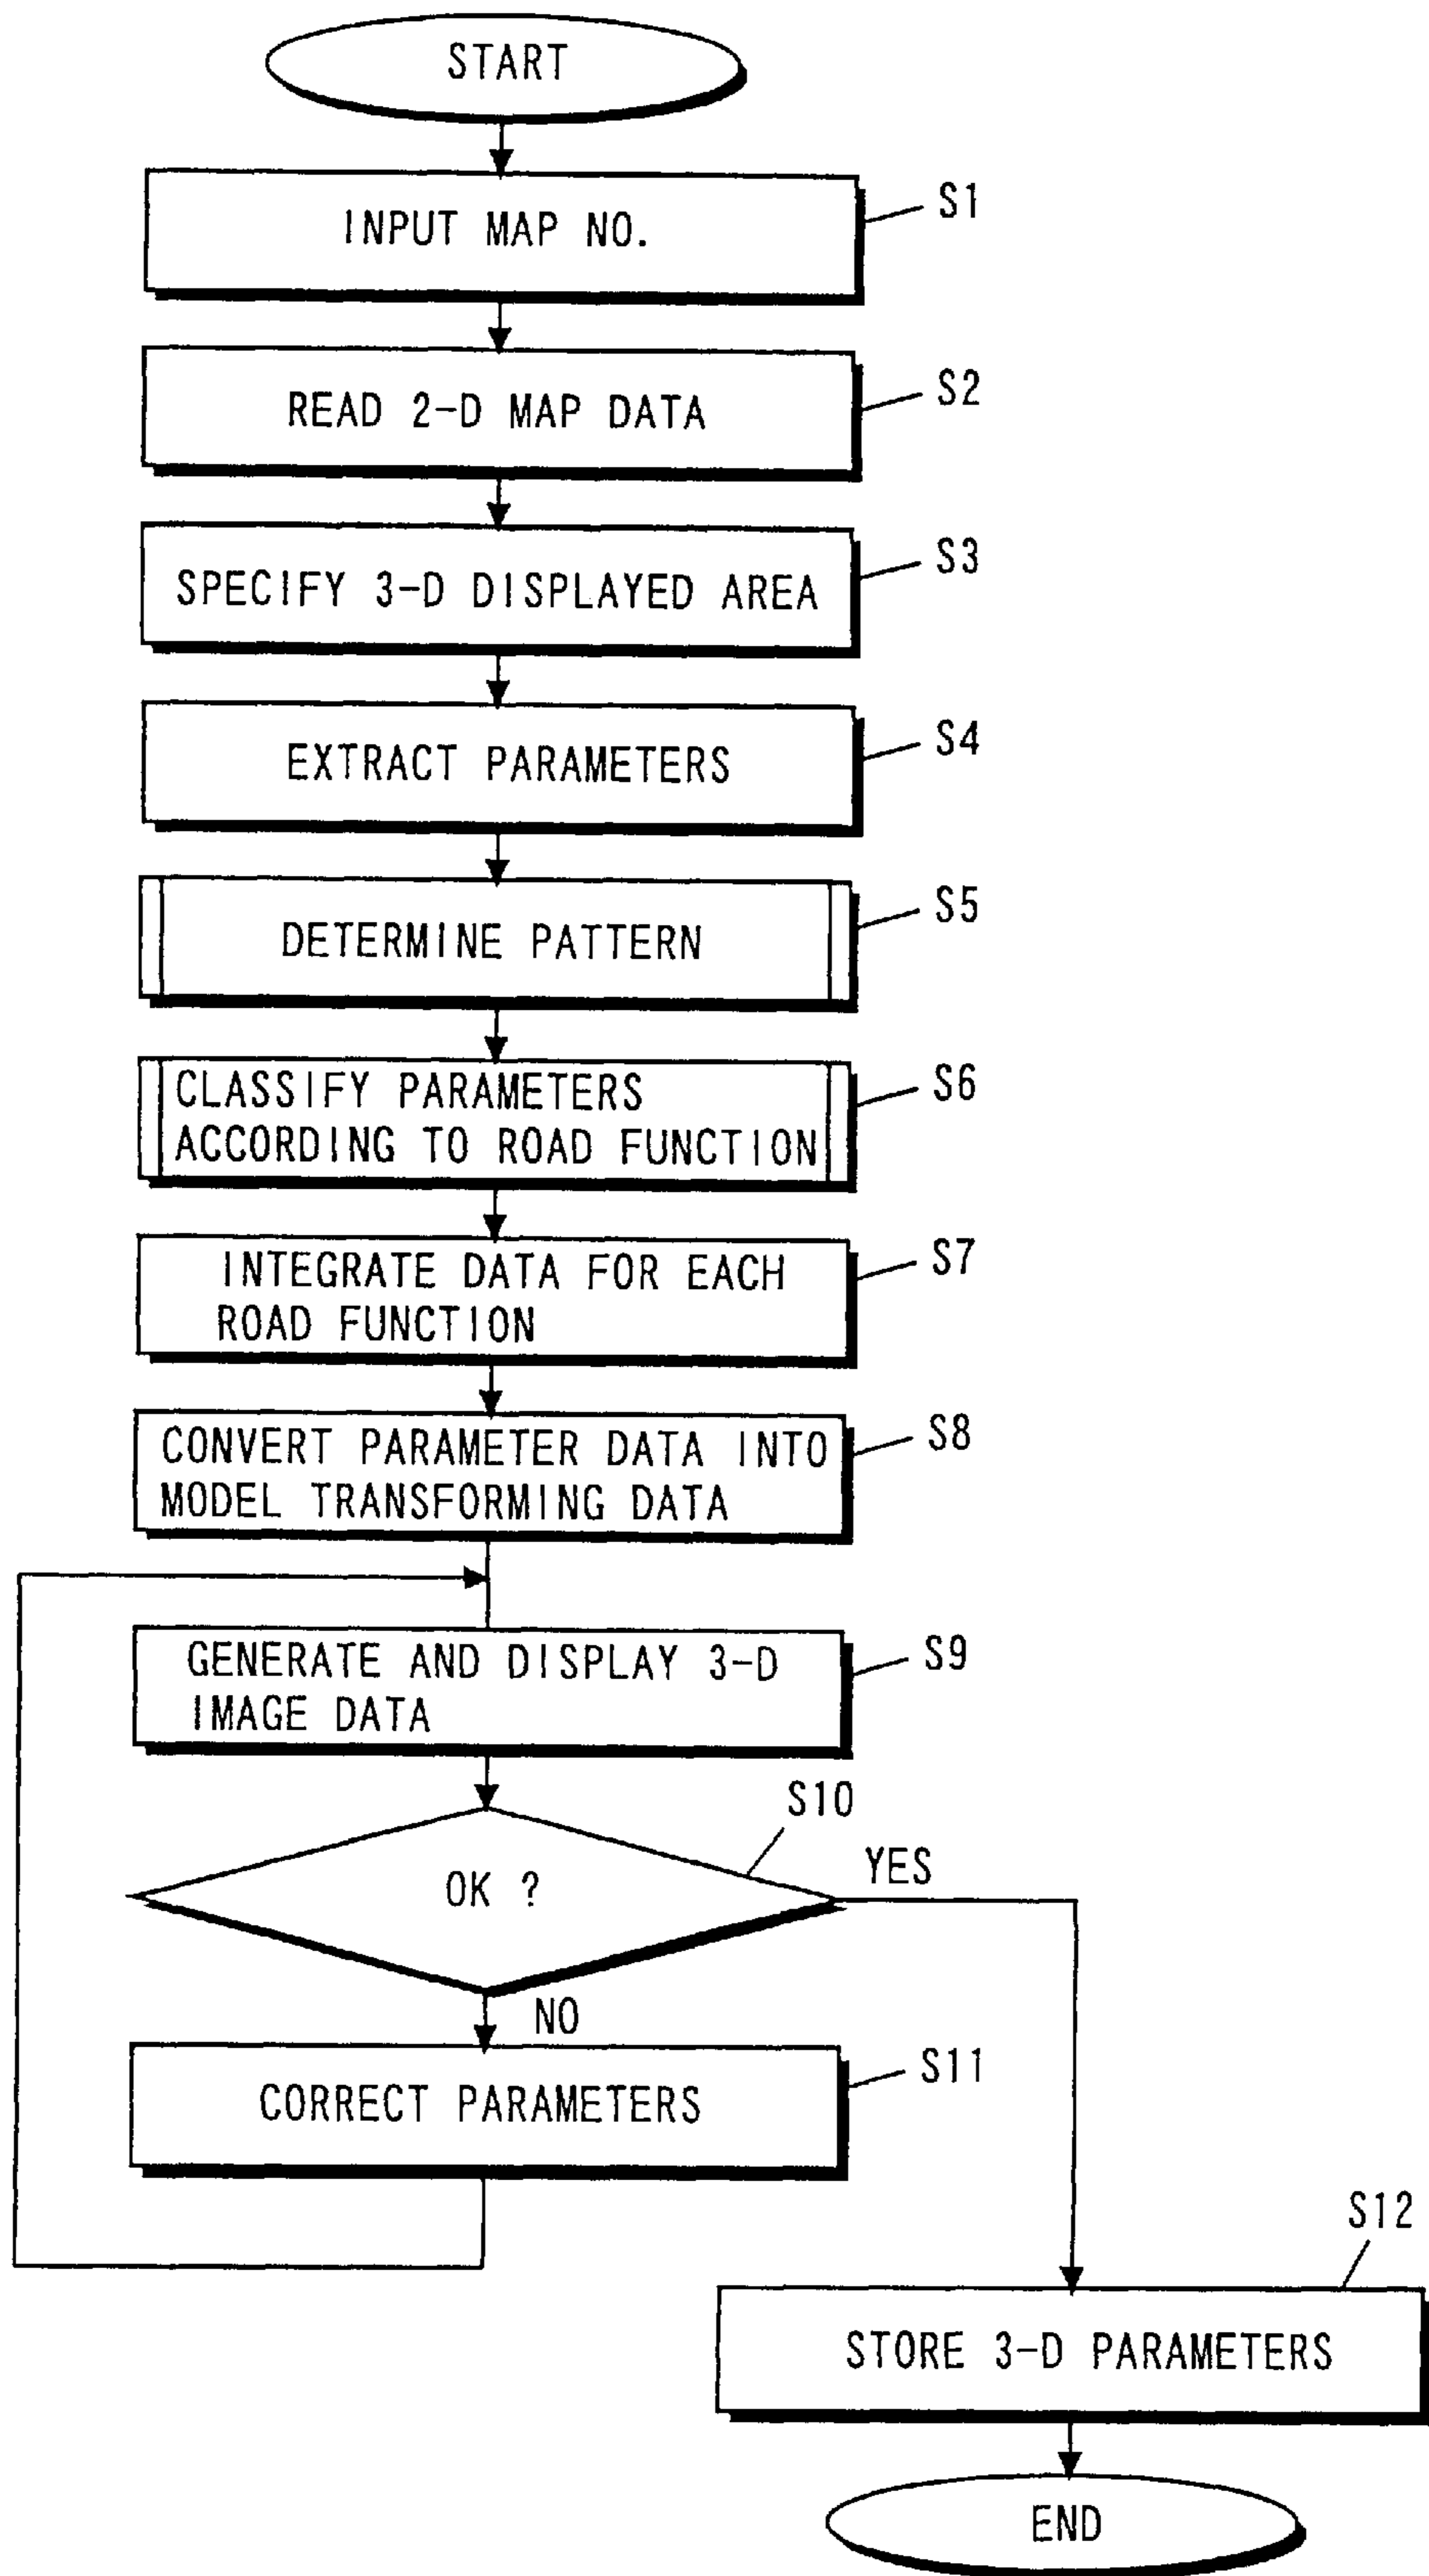 START
INPUT MAP NO.
S1
READ 2-D MAP DATA
S2
SPECIFY 3-D DISPLAYED AREA
S3
EXTRACT PARAMETERS
S4
DETERMINE PATTERN
S5
CLASSIFY PARAMETERS
ACCORDING TO ROAD FUNCTION
S6
INTEGRATE DATA FOR EACH
ROAD FUNCTION
S7
CONVERT PARAMETER DATA INTO
MODEL TRANSFORMING DATA
S8
GENERATE AND DISPLAY 3-D
IMAGE DATA
S9
OK ?
S10
YES
NO
CORRECT PARAMETERS
S11
S12
STORE 3-D PARAMETERS
END